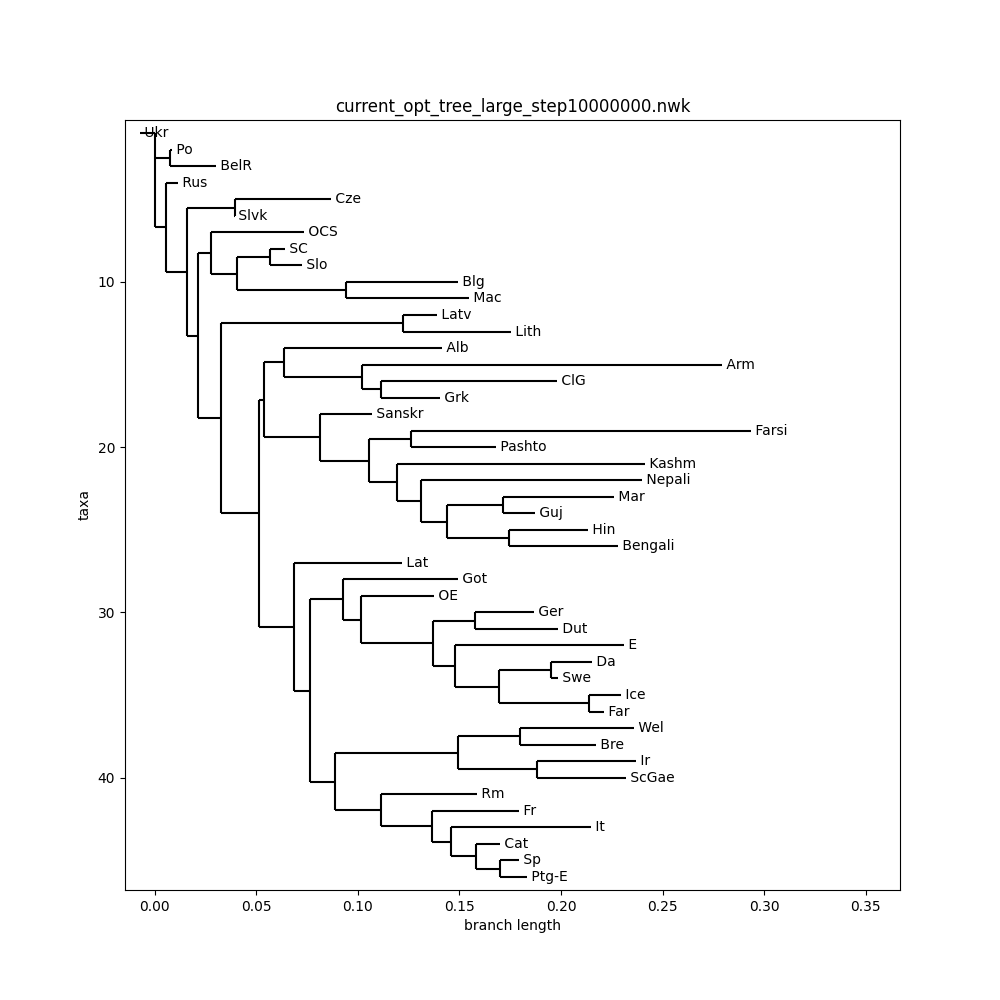 current_opt_tree_large_step10000000.nwk
Ukr
Po
BelR
Rus
Cze
Slvk
OCS
SC
Slo
10
Blg
Mac
Latv
Lith
Alb
Arm
ClG
Grk
Sanskr
Farsi
20
Pashto
Kashm
Nepali
taxa
Mar
Guj
Hin
Bengali
Lat
Got
OE
30
Ger
Dut
E
Da
Swe
Ice
Far
Wel
Bre
Ir
40
ScGae
Rm
Fr
It
Cat
Sp
Ptg-E
0.00 0.05 0.10 0.15 0.20 0.25 0.30 0.35
branch length